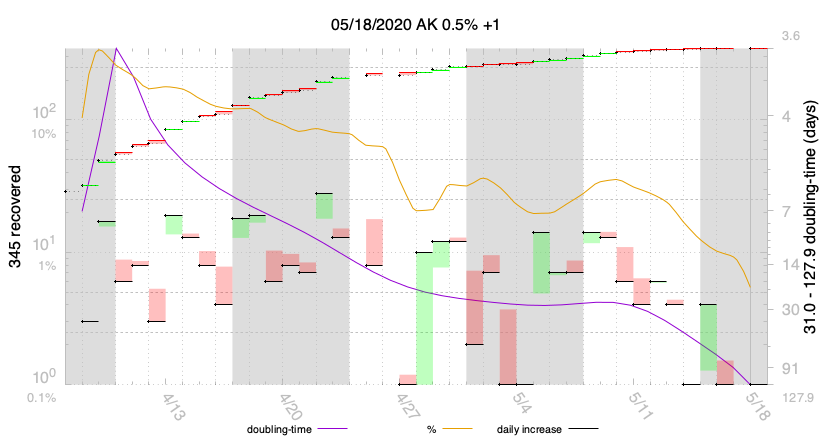 05/18/2020 AK 0.5% +1
3.6
10² 4
10%
345 recovered
31.0 - 127.9 doubling-time (days)
7
10¹
1% 14
30
91
10⁰
0.1% 127.9
4/13 4/20 4/27 5/4 5/11 5/18
doubling-time % daily increase